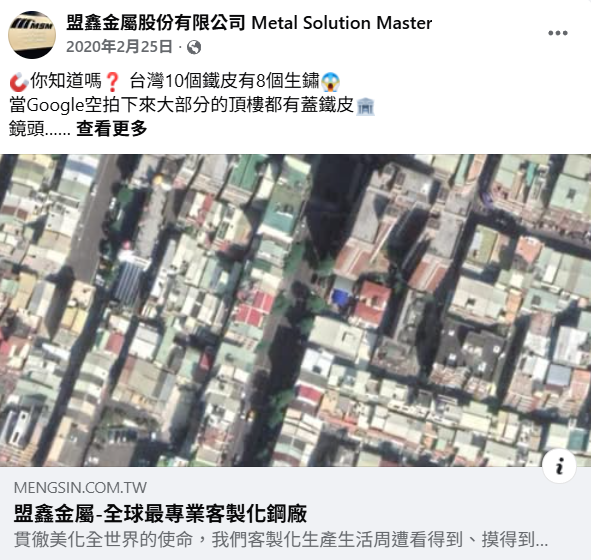 MSM
盟鑫金屬股份有限公司 Metal Solution Master
2020年2月25日 ·
🧲你知道嗎❓ 台灣10個鐵皮有8個生鏽😱
當Google空拍下來大部分的頂樓都有蓋鐵皮🏛️
鏡頭...... 查看更多
MENGSIN.COM.TW
盟鑫金屬-全球最專業客製化鋼廠
貫徹美化全世界的使命，我們客製化生產生活周遭看得到、摸得到...